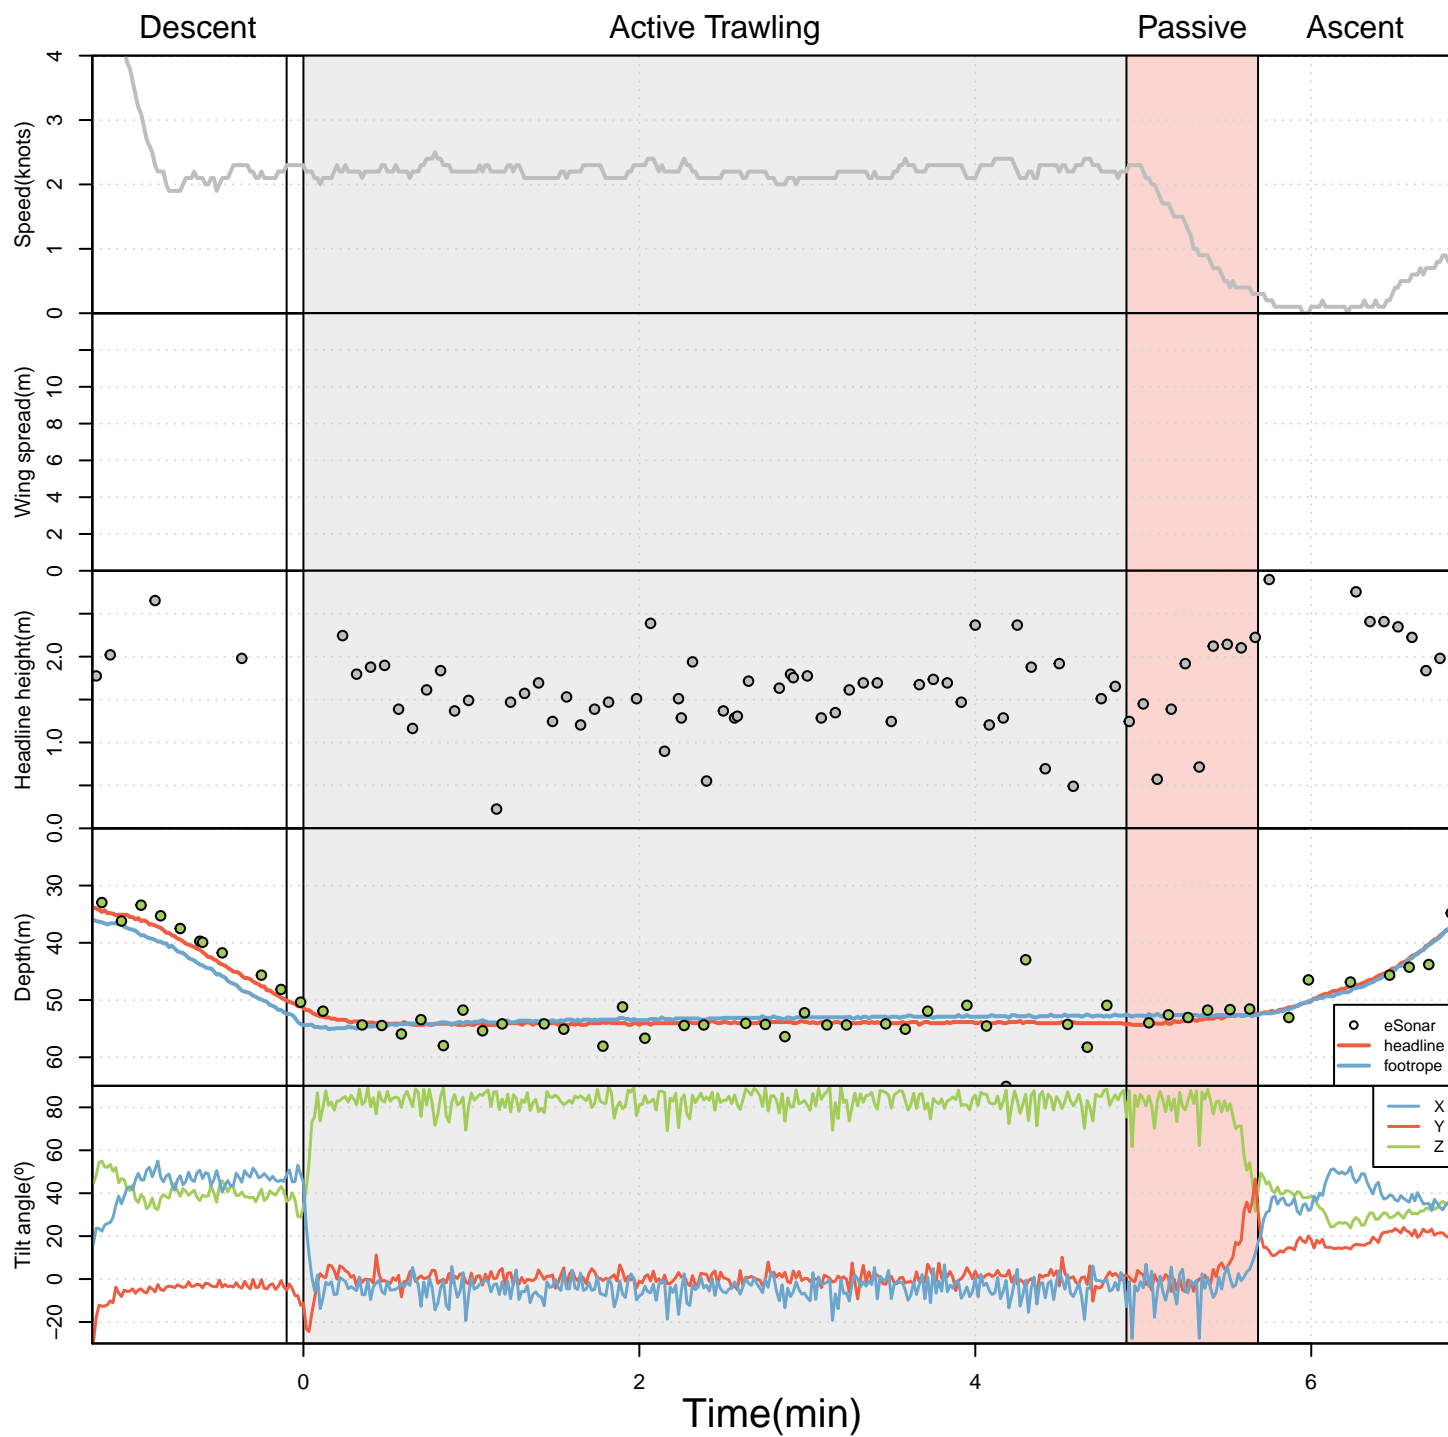 Descent Active Trawling Passive Ascent
Speed(knots)
4
3
2
1
0
Wing spread(m)
10
8
6
4
2
0
Headline height(m)
2.0
1.0
0.0
Depth(m)
30
40
50
60
eSonar
headline
footrope
Tilt angle(º)
80
60
40
20
0
−20
X
Y
Z
0 2 4 6
Time(min)